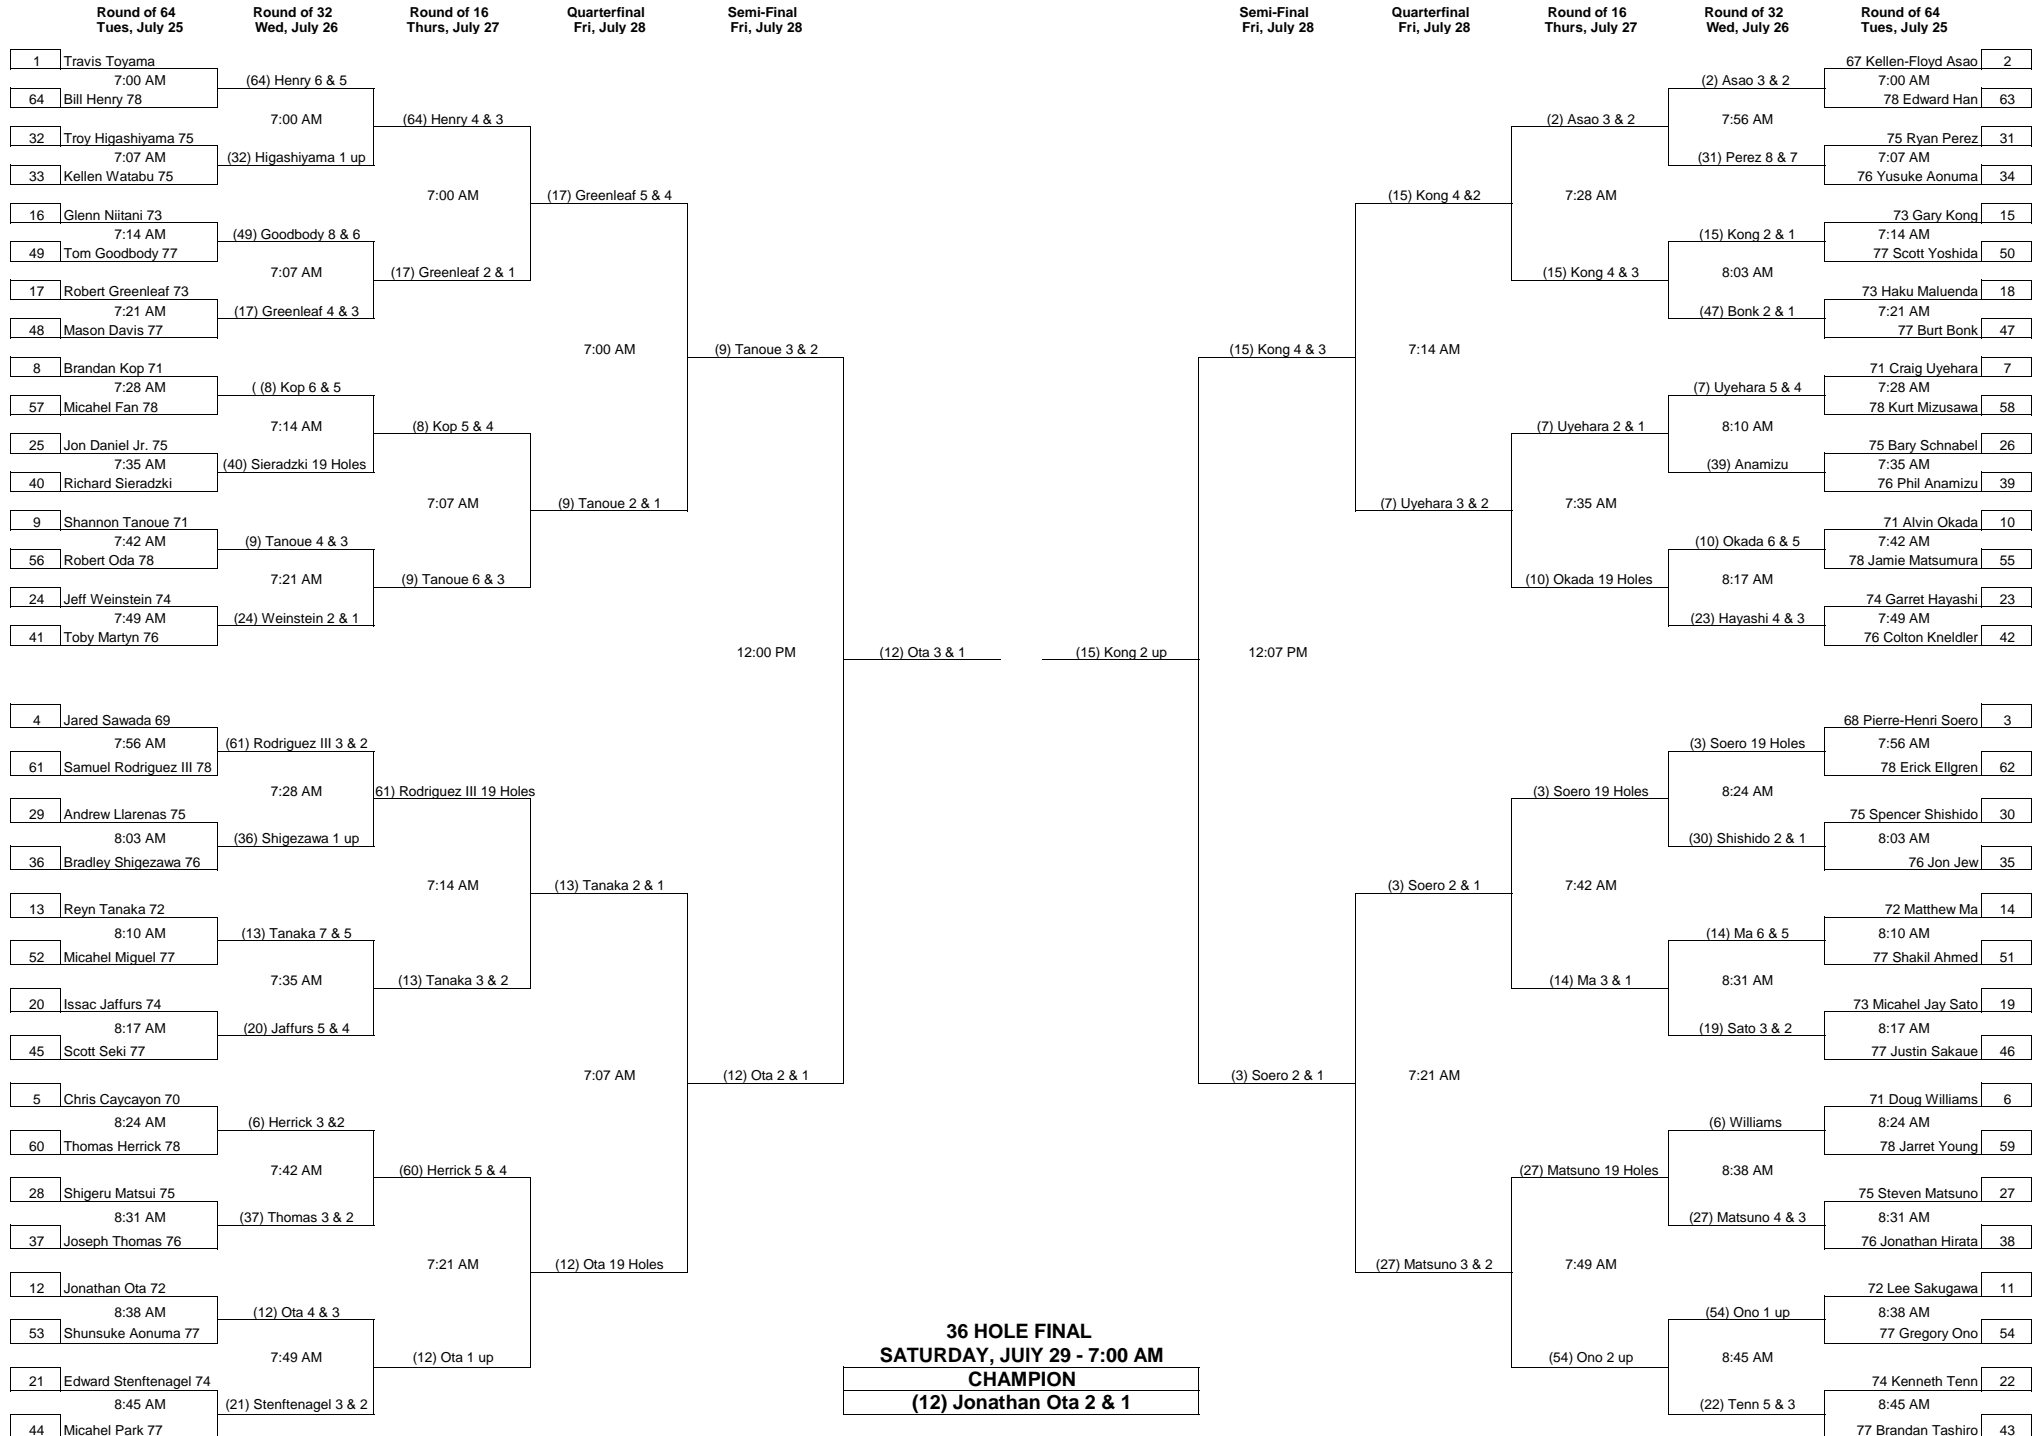 Round of 64 Round of 32 Round of 16 Quarterfinal Semi-Final Semi-Final Quarterfinal Round of 16 Round of 32 Round of 64
Tues, July 25 Wed, July 26 Thurs, July 27 Fri, July 28 Fri, July 28 Fri, July 28 Fri, July 28 Thurs, July 27 Wed, July 26 Tues, July 25
1 Travis Toyama 67 Kellen-Floyd Asao 2
7:00 AM (64) Henry 6 & 5 (2) Asao 3 & 2 7:00 AM
64 Bill Henry 78 78 Edward Han 63
7:00 AM (64) Henry 4 & 3 (2) Asao 3 & 2 7:56 AM
32 Troy Higashiyama 75 75 Ryan Perez 31
7:07 AM (32) Higashiyama 1 up (31) Perez 8 & 7 7:07 AM
33 Kellen Watabu 75 76 Yusuke Aonuma 34
7:00 AM (17) Greenleaf 5 & 4 (15) Kong 4 &2 7:28 AM
16 Glenn Niitani 73 73 Gary Kong 15
7:14 AM (49) Goodbody 8 & 6 (15) Kong 2 & 1 7:14 AM
49 Tom Goodbody 77 77 Scott Yoshida 50
7:07 AM (17) Greenleaf 2 & 1 (15) Kong 4 & 3 8:03 AM
17 Robert Greenleaf 73 73 Haku Maluenda 18
7:21 AM (17) Greenleaf 4 & 3 (47) Bonk 2 & 1 7:21 AM
48 Mason Davis 77 77 Burt Bonk 47
7:00 AM (9) Tanoue 3 & 2 (15) Kong 4 & 3 7:14 AM
8 Brandan Kop 71 71 Craig Uyehara 7
7:28 AM ( (8) Kop 6 & 5 (7) Uyehara 5 & 4 7:28 AM
57 Micahel Fan 78 78 Kurt Mizusawa 58
7:14 AM (8) Kop 5 & 4 (7) Uyehara 2 & 1 8:10 AM
25 Jon Daniel Jr. 75 75 Bary Schnabel 26
7:35 AM (40) Sieradzki 19 Holes (39) Anamizu 7:35 AM
40 Richard Sieradzki 76 Phil Anamizu 39
7:07 AM (9) Tanoue 2 & 1 (7) Uyehara 3 & 2 7:35 AM
9 Shannon Tanoue 71 71 Alvin Okada 10
7:42 AM (9) Tanoue 4 & 3 (10) Okada 6 & 5 7:42 AM
56 Robert Oda 78 78 Jamie Matsumura 55
7:21 AM (9) Tanoue 6 & 3 (10) Okada 19 Holes 8:17 AM
24 Jeff Weinstein 74 74 Garret Hayashi 23
7:49 AM (24) Weinstein 2 & 1 (23) Hayashi 4 & 3 7:49 AM
41 Toby Martyn 76 76 Colton Kneldler 42
12:00 PM (12) Ota 3 & 1 (15) Kong 2 up 12:07 PM
4 Jared Sawada 69 68 Pierre-Henri Soero 3
7:56 AM (61) Rodriguez III 3 & 2 (3) Soero 19 Holes 7:56 AM
61 Samuel Rodriguez III 78 78 Erick Ellgren 62
7:28 AM 61) Rodriguez III 19 Holes (3) Soero 19 Holes 8:24 AM
29 Andrew Llarenas 75 75 Spencer Shishido 30
8:03 AM (36) Shigezawa 1 up (30) Shishido 2 & 1 8:03 AM
36 Bradley Shigezawa 76 76 Jon Jew 35
7:14 AM (13) Tanaka 2 & 1 (3) Soero 2 & 1 7:42 AM
13 Reyn Tanaka 72 72 Matthew Ma 14
8:10 AM (13) Tanaka 7 & 5 (14) Ma 6 & 5 8:10 AM
52 Micahel Miguel 77 77 Shakil Ahmed 51
7:35 AM (13) Tanaka 3 & 2 (14) Ma 3 & 1 8:31 AM
20 Issac Jaffurs 74 73 Micahel Jay Sato 19
8:17 AM (20) Jaffurs 5 & 4 (19) Sato 3 & 2 8:17 AM
45 Scott Seki 77 77 Justin Sakaue 46
7:07 AM (12) Ota 2 & 1 (3) Soero 2 & 1 7:21 AM
5 Chris Caycayon 70 71 Doug Williams 6
8:24 AM (6) Herrick 3 &2 (6) Williams 8:24 AM
60 Thomas Herrick 78 78 Jarret Young 59
7:42 AM (60) Herrick 5 & 4 (27) Matsuno 19 Holes 8:38 AM
28 Shigeru Matsui 75 75 Steven Matsuno 27
8:31 AM (37) Thomas 3 & 2 (27) Matsuno 4 & 3 8:31 AM
37 Joseph Thomas 76 76 Jonathan Hirata 38
7:21 AM (12) Ota 19 Holes (27) Matsuno 3 & 2 7:49 AM
12 Jonathan Ota 72 72 Lee Sakugawa 11
8:38 AM (12) Ota 4 & 3 (54) Ono 1 up 8:38 AM
53 Shunsuke Aonuma 77 36 HOLE FINAL 77 Gregory Ono 54
7:49 AM (12) Ota 1 up SATURDAY, JUlY 29 - 7:00 AM (54) Ono 2 up 8:45 AM
21 Edward Stenftenagel 74 CHAMPION 74 Kenneth Tenn 22
8:45 AM (21) Stenftenagel 3 & 2 (12) Jonathan Ota 2 & 1 (22) Tenn 5 & 3 8:45 AM
44 Micahel Park 77 77 Brandan Tashiro 43